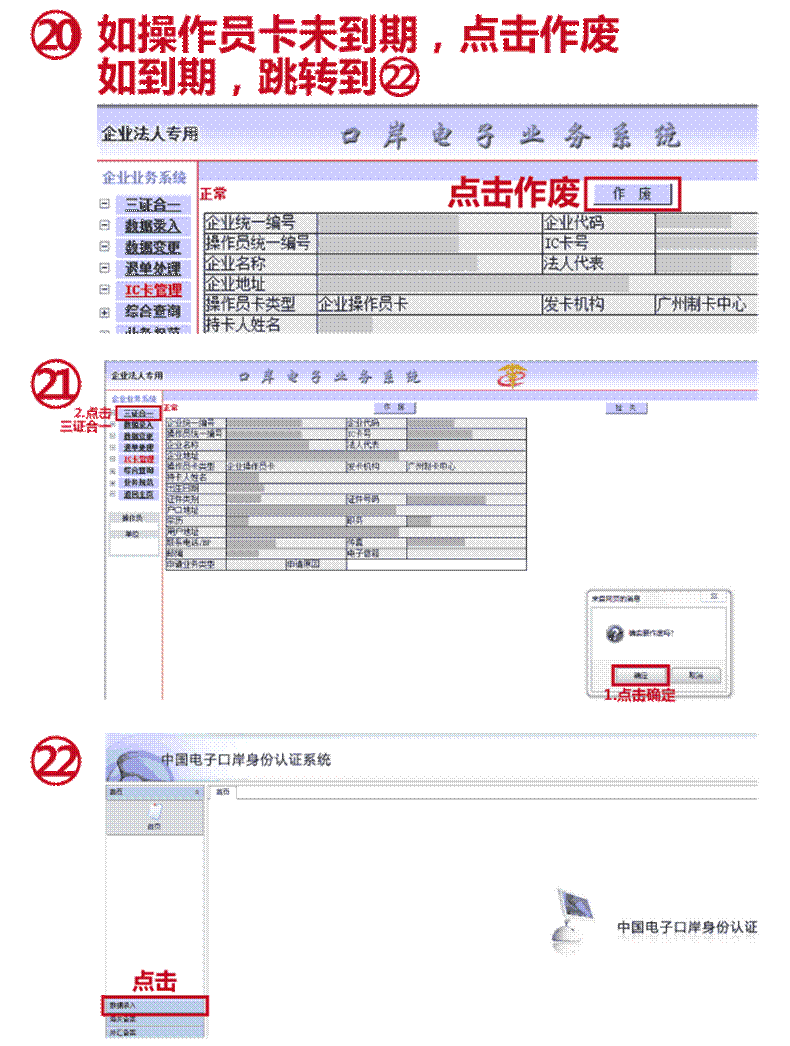 ⑳ 如操作员卡未到期，点击作废
如到期，跳转到㉒
企业法人专用
口岸电子业务系统
企业业务系统
正常
点击作废
作 废
三证合一
数据录入
数据变更
退单处理
IC卡管理
综合查询
业务规范
企业统一编号
企业代码
操作员统一编号
IC卡号
企业名称
法人代表
企业地址
操作员卡类型
企业操作员卡
发卡机构
广州制卡中心
持卡人姓名
㉑
企业法人专用
口岸电子业务系统
企业业务系统
2.点击
三证合一
三证合一
数据录入
数据变更
退单处理
IC卡管理
综合查询
业务规范
返回主页
操作员
单位
正常
作 废
挂 失
企业统一编号
企业代码
操作员统一编号
IC卡号
企业名称
法人代表
企业地址
操作员卡类型
企业操作员卡
发卡机构
广州制卡中心
持卡人姓名
出生日期
证件类别
证件号码
户口地址
学历
职务
用户地址
联系电话/BP
传真
邮编
电子信箱
申请业务类型
申请原因
来自网页的消息
确实要作废吗?
确定
取消
1.点击确定
㉒
中国电子口岸身份认证系统
首页
首页
首页
中国电子口岸身份认证
点击
数据录入
海关备案
外汇备案